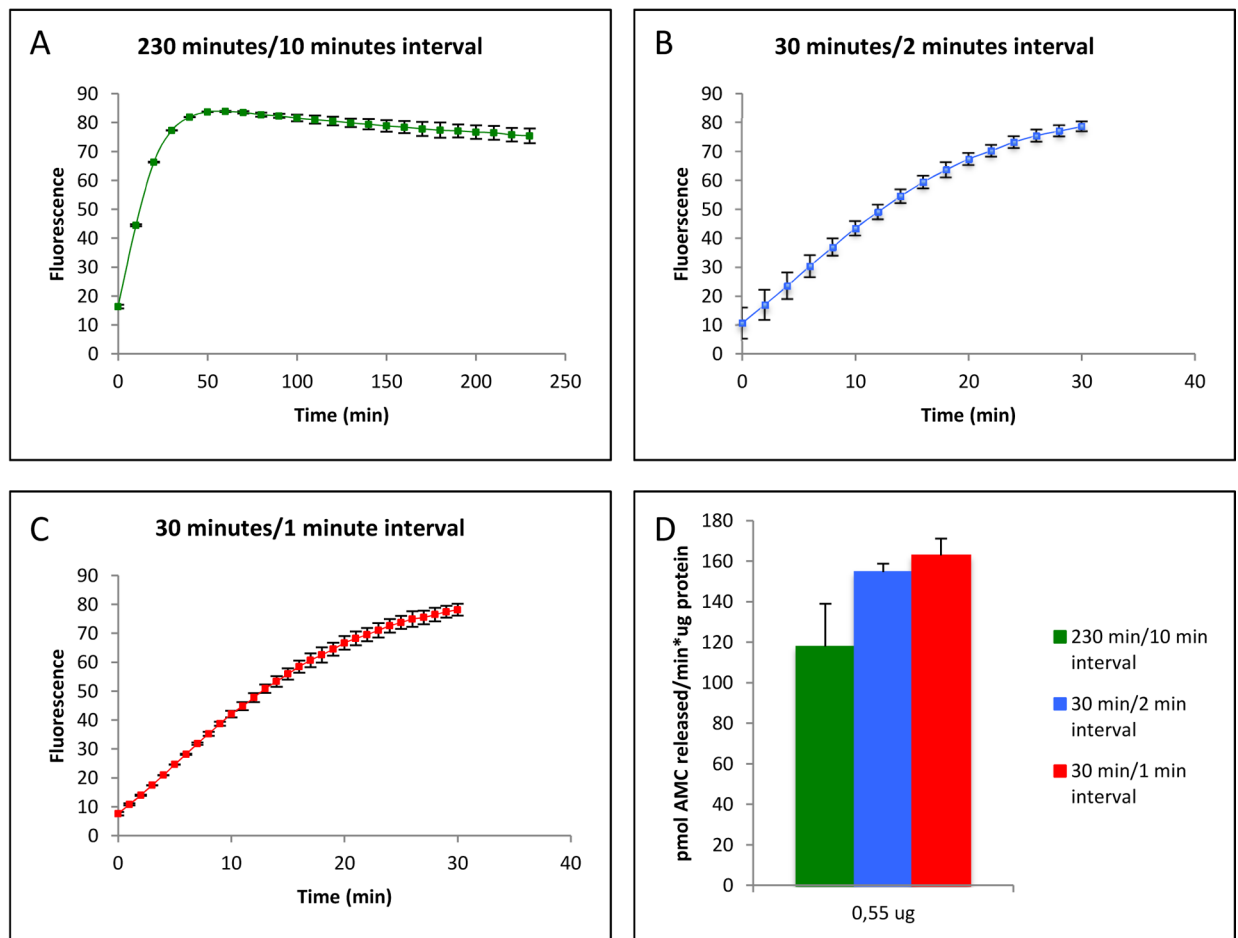 A
230 minutes/10 minutes interval
Fluorescence
90
80
70
60
50
40
30
20
10
0
0 50 100 150 200 250
Time (min)
B
30 minutes/2 minutes interval
Fluoerscence
90
80
70
60
50
40
30
20
10
0
0 10 20 30 40
Time (min)
C
30 minutes/1 minute interval
Fluorescence
90
80
70
60
50
40
30
20
10
0
0 10 20 30 40
Time (min)
D
pmol AMC released/min*ug protein
180
160
140
120
100
80
60
40
20
0
0,55 ug
230 min/10 min
interval
30 min/2 min
interval
30 min/1 min
interval